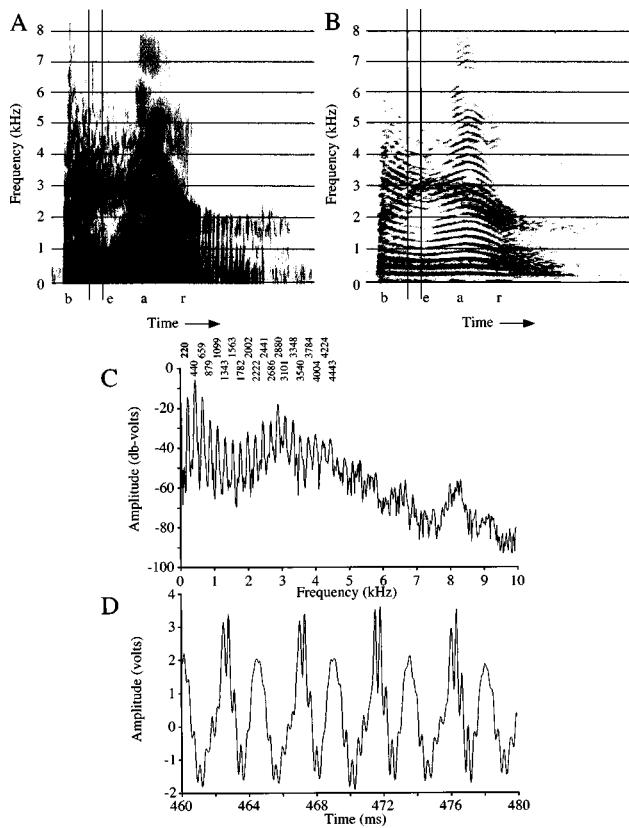 A
B
8
7
6
5
4
3
2
1
0
Frequency (kHz)
b e a r
Time
8
7
6
5
4
3
2
1
0
Frequency (kHz)
b e a r
Time
C
220 659 1099 1563 2002 2441 2880 3348 3784 4224
440 879 1343 1782 2222 2686 3101 3540 4004 4443
0
-20
-40
-60
-80
-100
Amplitude (db-volts)
0 1 2 3 4 5 6 7 8 9 10
Frequency (kHz)
D
4
3
2
1
0
-1
-2
Amplitude (volts)
460 464 468 472 476 480
Time (ms)